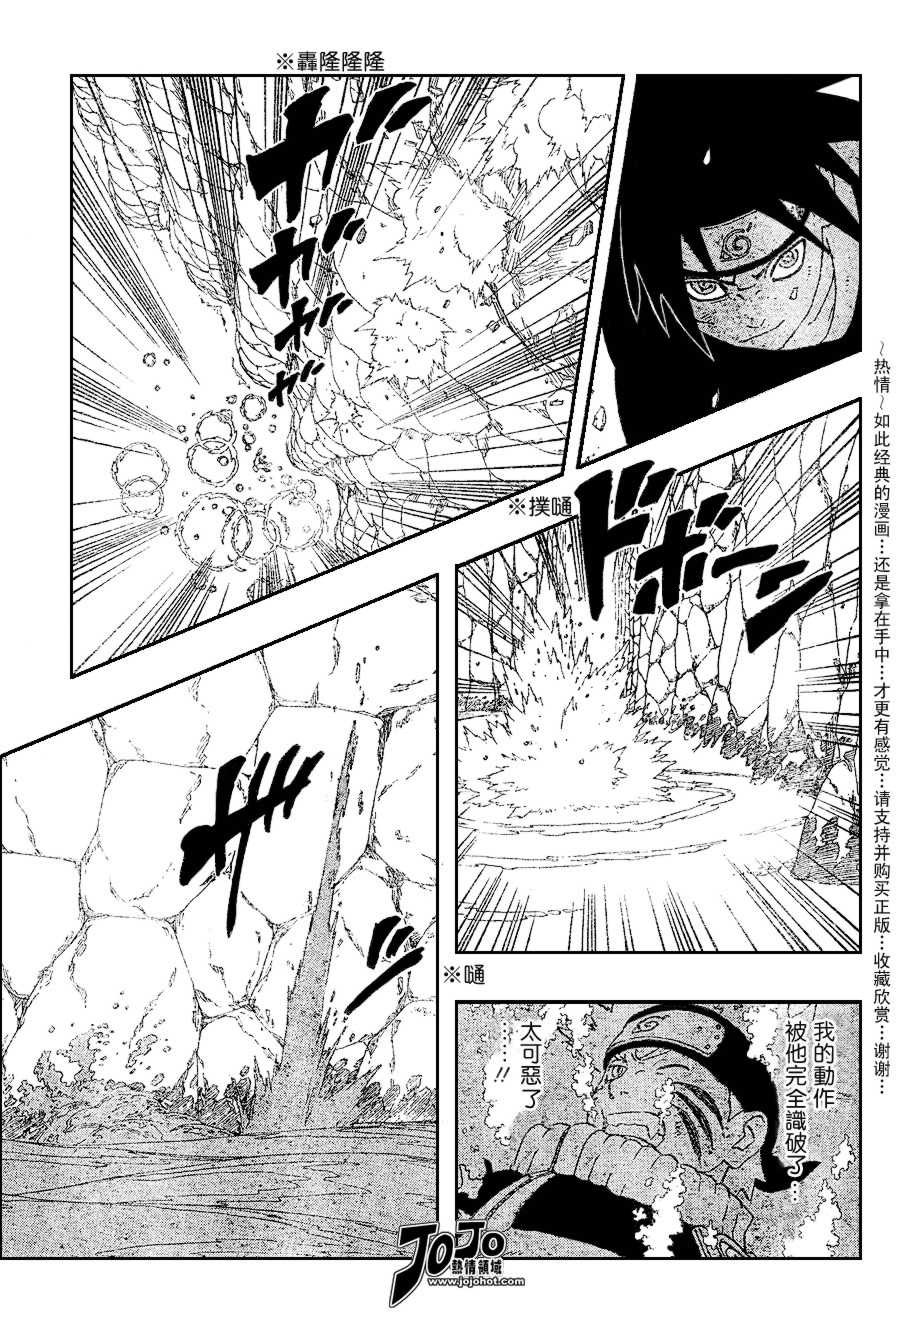 ※轟隆隆隆
ガガガガ
※撲嗵
ドボーン
※嗵
ザッ
我的動作
被他完全識破了…
太可惡了
……!!
~热情~如此经典的漫画…还是拿在手中…才更有感觉…请支持并购买正版…收藏欣赏…谢谢…
JOJO
熱情領域
www.jojohot.com